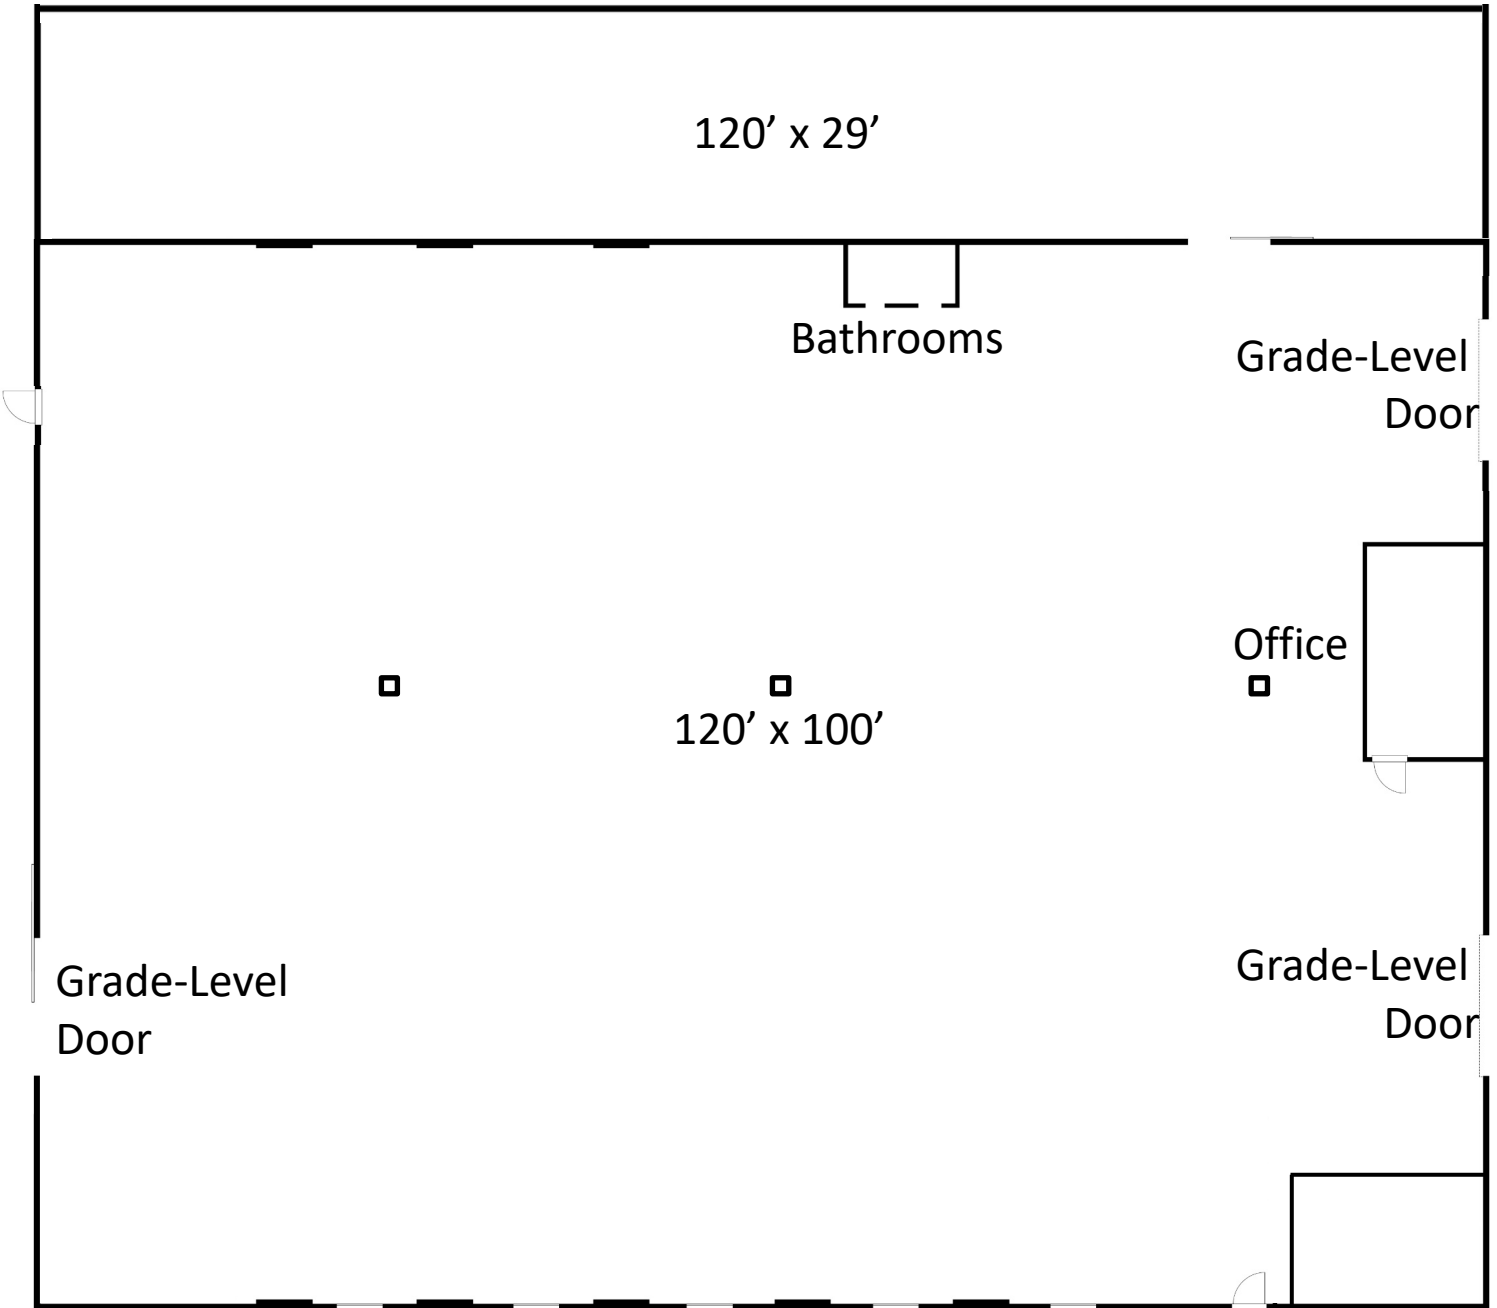 120’ x 29’
Bathrooms
Grade-Level
Door
Office
120’ x 100’
Grade-Level
Door
Grade-Level
Door